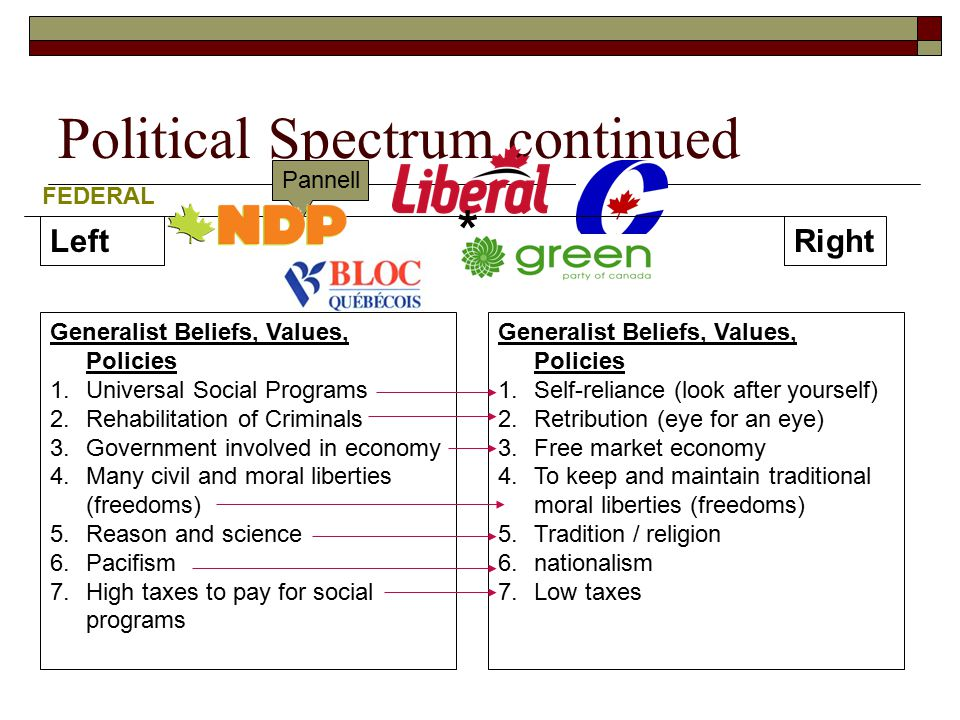 Political Spectrum continued
Pannell
FEDERAL
Liberal
C
NDP
*
Left
Right
green
party of canada
BLOC
QUÉBÉCOIS
Generalist Beliefs, Values,
Policies
1. Universal Social Programs
2. Rehabilitation of Criminals
3. Government involved in economy
4. Many civil and moral liberties
(freedoms)
5. Reason and science
6. Pacifism
7. High taxes to pay for social
programs
Generalist Beliefs, Values,
Policies
1. Self-reliance (look after yourself)
2. Retribution (eye for an eye)
3. Free market economy
4. To keep and maintain traditional
moral liberties (freedoms)
5. Tradition / religion
6. nationalism
7. Low taxes